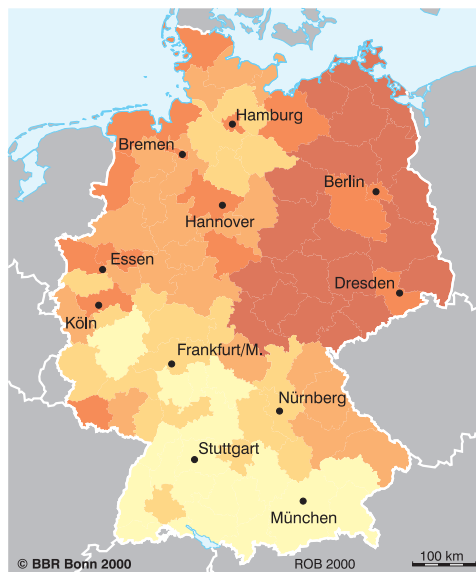 Hamburg
Bremen
Berlin
Hannover
Essen
Dresden
Köln
Frankfurt/M.
Nürnberg
Stuttgart
München
© BBR Bonn 2000
ROB 2000
100 km